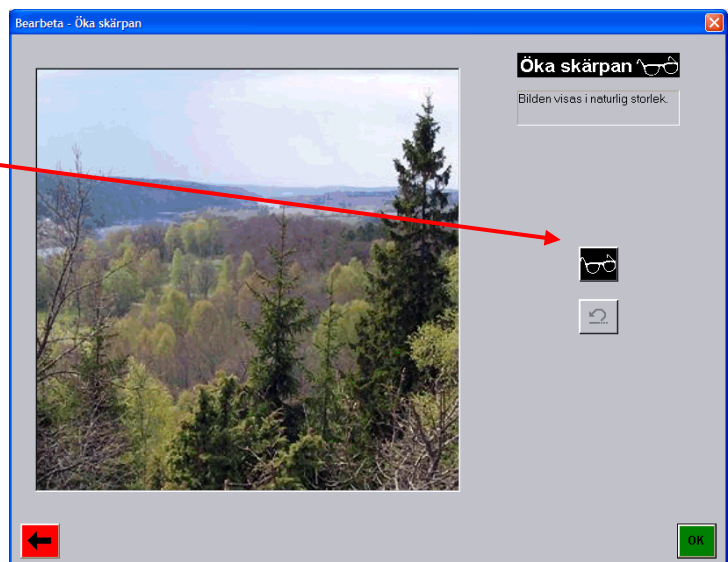 Bearbeta - Öka skärpan
Öka skärpan
Bilden visas i naturlig storlek.
OK